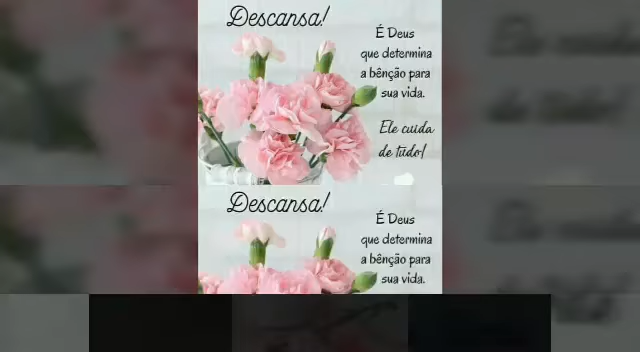 Descansa!
É Deus
que determina
a bênção para
sua vida.
Ele cuida
de tudo!
Descansa!
É Deus
que determina
a bênção para
sua vida.